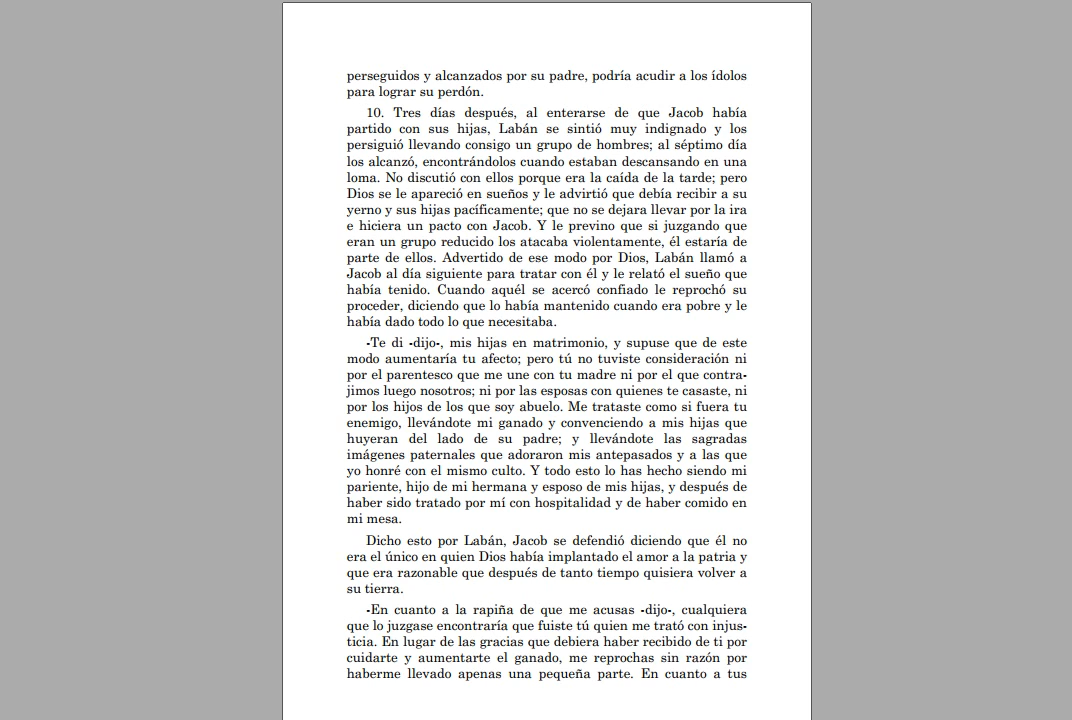 perseguidos y alcanzados por su padre, podría acudir a los ídolos
para lograr su perdón.
10. Tres días después, al enterarse de que Jacob había
partido con sus hijas, Labán se sintió muy indignado y los
persiguió llevando consigo un grupo de hombres; al séptimo día
los alcanzó, encontrándolos cuando estaban descansando en una
loma. No discutió con ellos porque era la caída de la tarde; pero
Dios se le apareció en sueños y le advirtió que debía recibir a su
yerno y sus hijas pacíficamente; que no se dejara llevar por la ira
e hiciera un pacto con Jacob. Y le previno que si juzgando que
eran un grupo reducido los atacaba violentamente, él estaría de
parte de ellos. Advertido de ese modo por Dios, Labán llamó a
Jacob al día siguiente para tratar con él y le relató el sueño que
había tenido. Cuando aquél se acercó confiado le reprochó su
proceder, diciendo que lo había mantenido cuando era pobre y le
había dado todo lo que necesitaba.
-Te di -dijo-, mis hijas en matrimonio, y supuse que de este
modo aumentaría tu afecto; pero tú no tuviste consideración ni
por el parentesco que me une con tu madre ni por el que contra-
jimos luego nosotros; ni por las esposas con quienes te casaste, ni
por los hijos de los que soy abuelo. Me trataste como si fuera tu
enemigo, llevándote mi ganado y convenciendo a mis hijas que
huyeran del lado de su padre; y llevándote las sagradas
imágenes paternales que adoraron mis antepasados y a las que
yo honré con el mismo culto. Y todo esto lo has hecho siendo mi
pariente, hijo de mi hermana y esposo de mis hijas, y después de
haber sido tratado por mí con hospitalidad y de haber comido en
mi mesa.
Dicho esto por Labán, Jacob se defendió diciendo que él no
era el único en quien Dios había implantado el amor a la patria y
que era razonable que después de tanto tiempo quisiera volver a
su tierra.
-En cuanto a la rapiña de que me acusas -dijo-, cualquiera
que lo juzgase encontraría que fuiste tú quien me trató con injus-
ticia. En lugar de las gracias que debiera haber recibido de ti por
cuidarte y aumentarte el ganado, me reprochas sin razón por
haberme llevado apenas una pequeña parte. En cuanto a tus